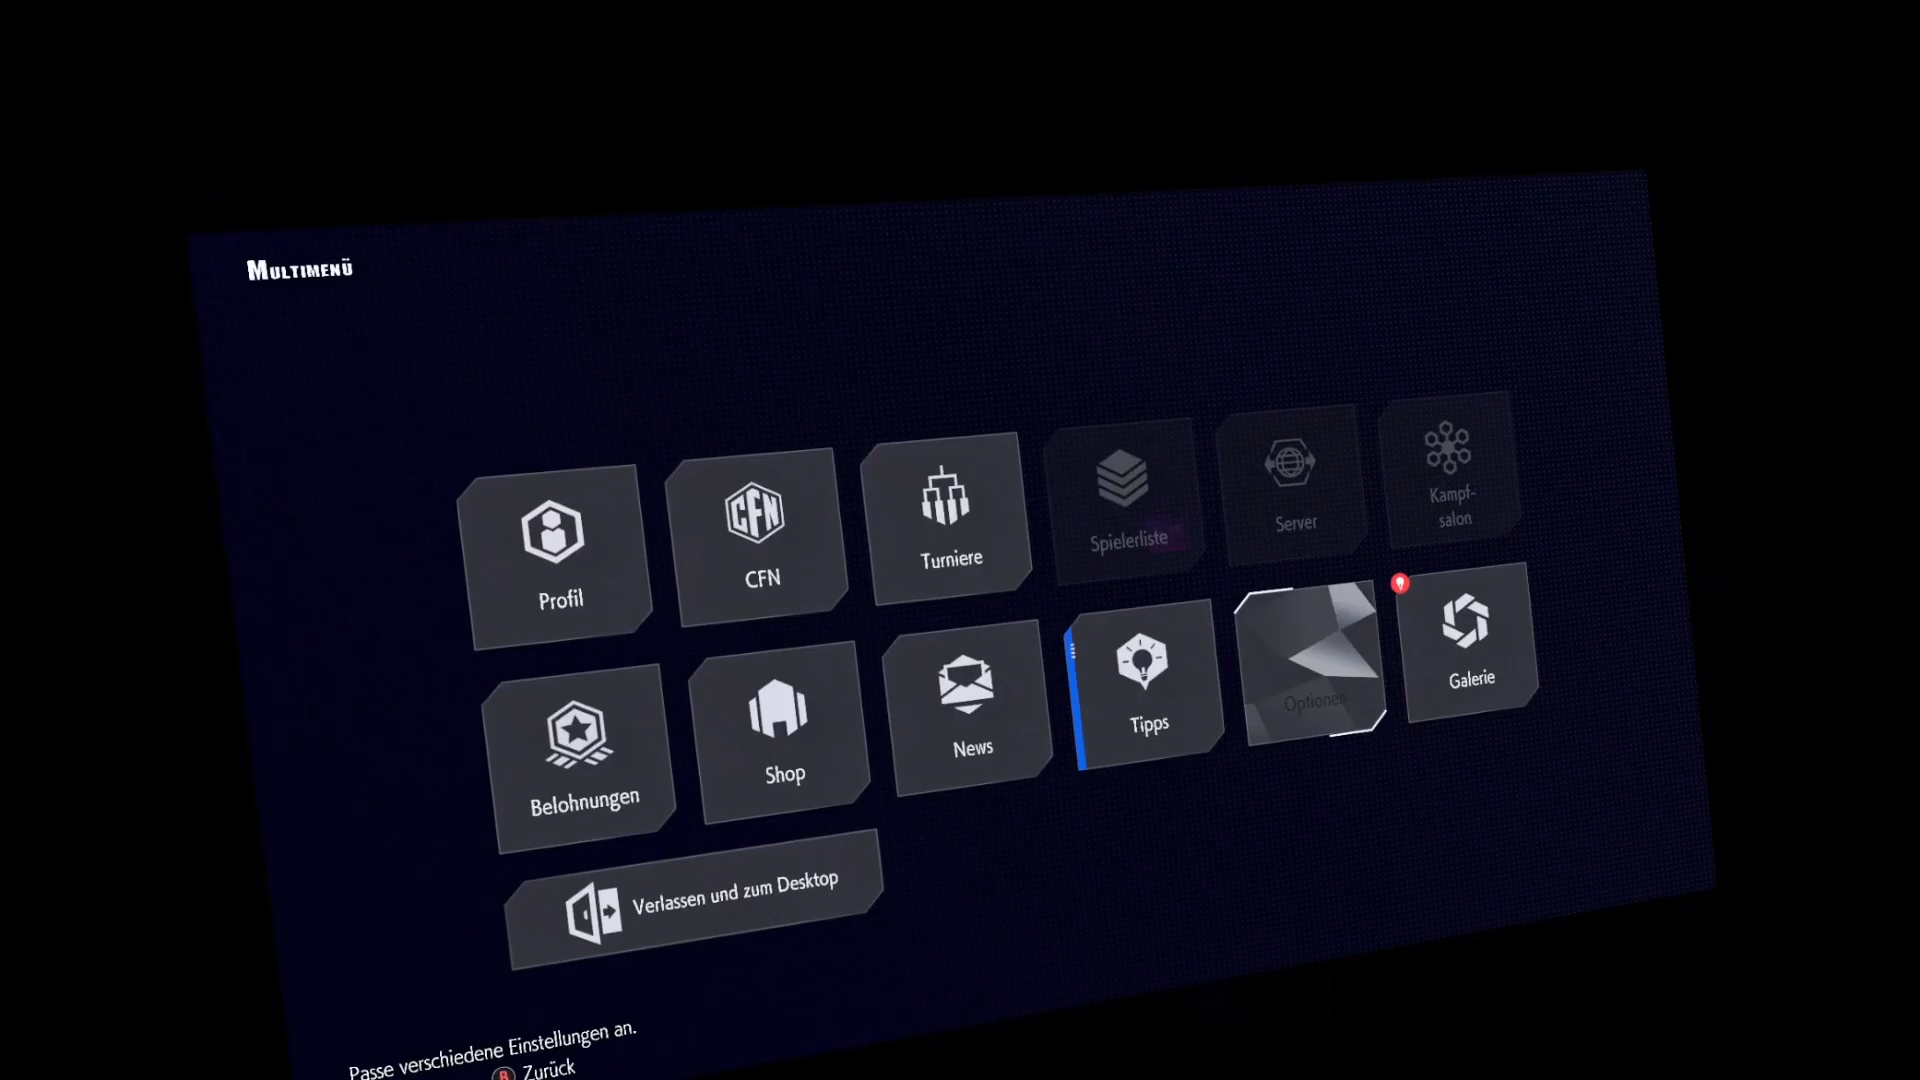 Multimenü
Profil
CFN
CFN
Turniere
Spielerliste
Server
Kampf-
salon
Belohnungen
Shop
News
Tipps
Optionen
Galerie
Verlassen und zum Desktop
Passe verschiedene Einstellungen an.
B Zurück